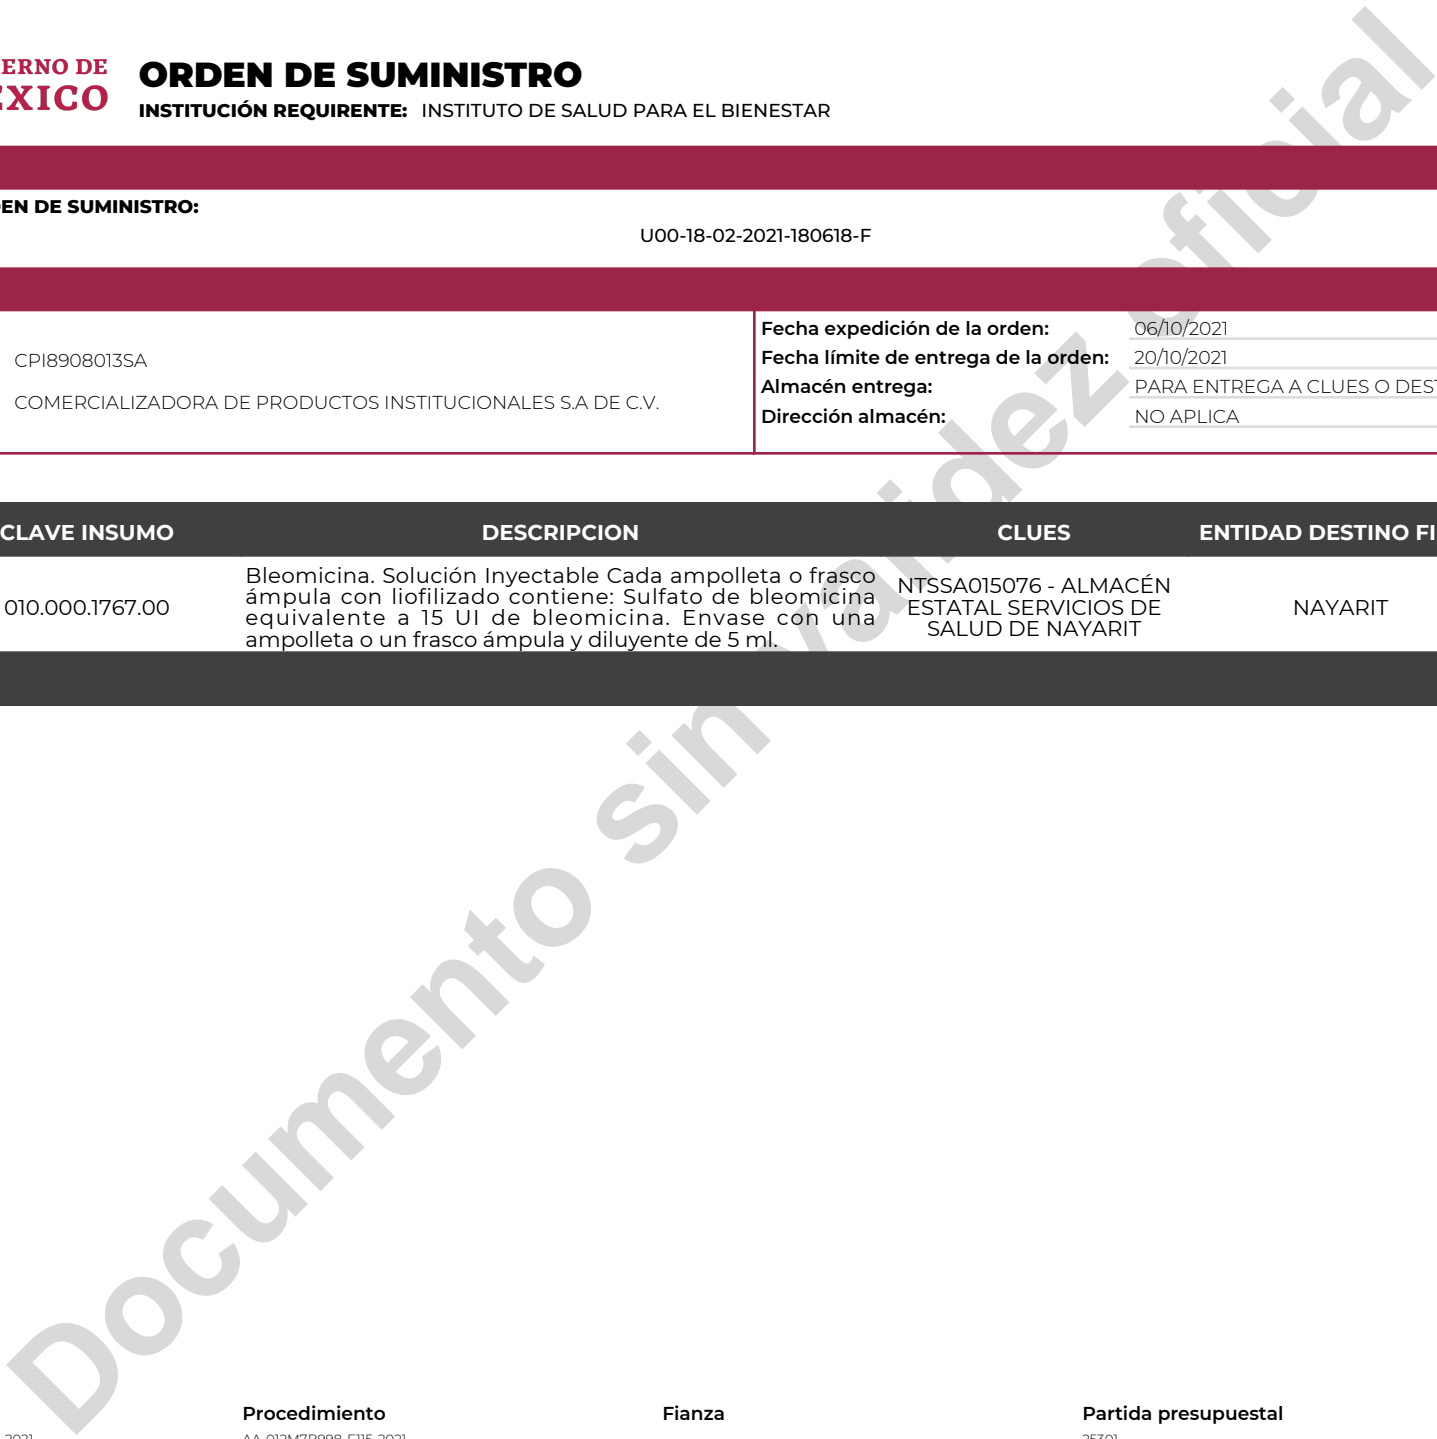 ERNO DE
ORDEN DE SUMINISTRO
XICO
INSTITUCIÓN REQUIRENTE: INSTITUTO DE SALUD PARA EL BIENESTAR
EN DE SUMINISTRO:
U00-18-02-2021-180618-F
CPI8908013SA
COMERCIALIZADORA DE PRODUCTOS INSTITUCIONALES S.A DE C.V.
Fecha expedición de la orden: 06/10/2021
Fecha límite de entrega de la orden: 20/10/2021
Almacén entrega: PARA ENTREGA A CLUES O DEST
Dirección almacén: NO APLICA
CLAVE INSUMO DESCRIPCION CLUES ENTIDAD DESTINO FI
010.000.1767.00
Bleomicina. Solución Inyectable Cada ampolleta o frasco
ámpula con liofilizado contiene: Sulfato de bleomicina
equivalente a 15 UI de bleomicina. Envase con una
ampolleta o un frasco ámpula y diluyente de 5 ml.
NTSSA015076 - ALMACÉN
ESTATAL SERVICIOS DE
SALUD DE NAYARIT
NAYARIT
Documento sin validez oficial
Procedimiento Fianza Partida presupuestal